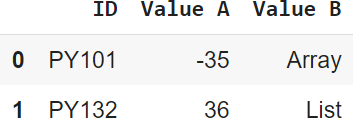 ID Value A Value B
0 PY101 -35 Array
1 PY132 36 List